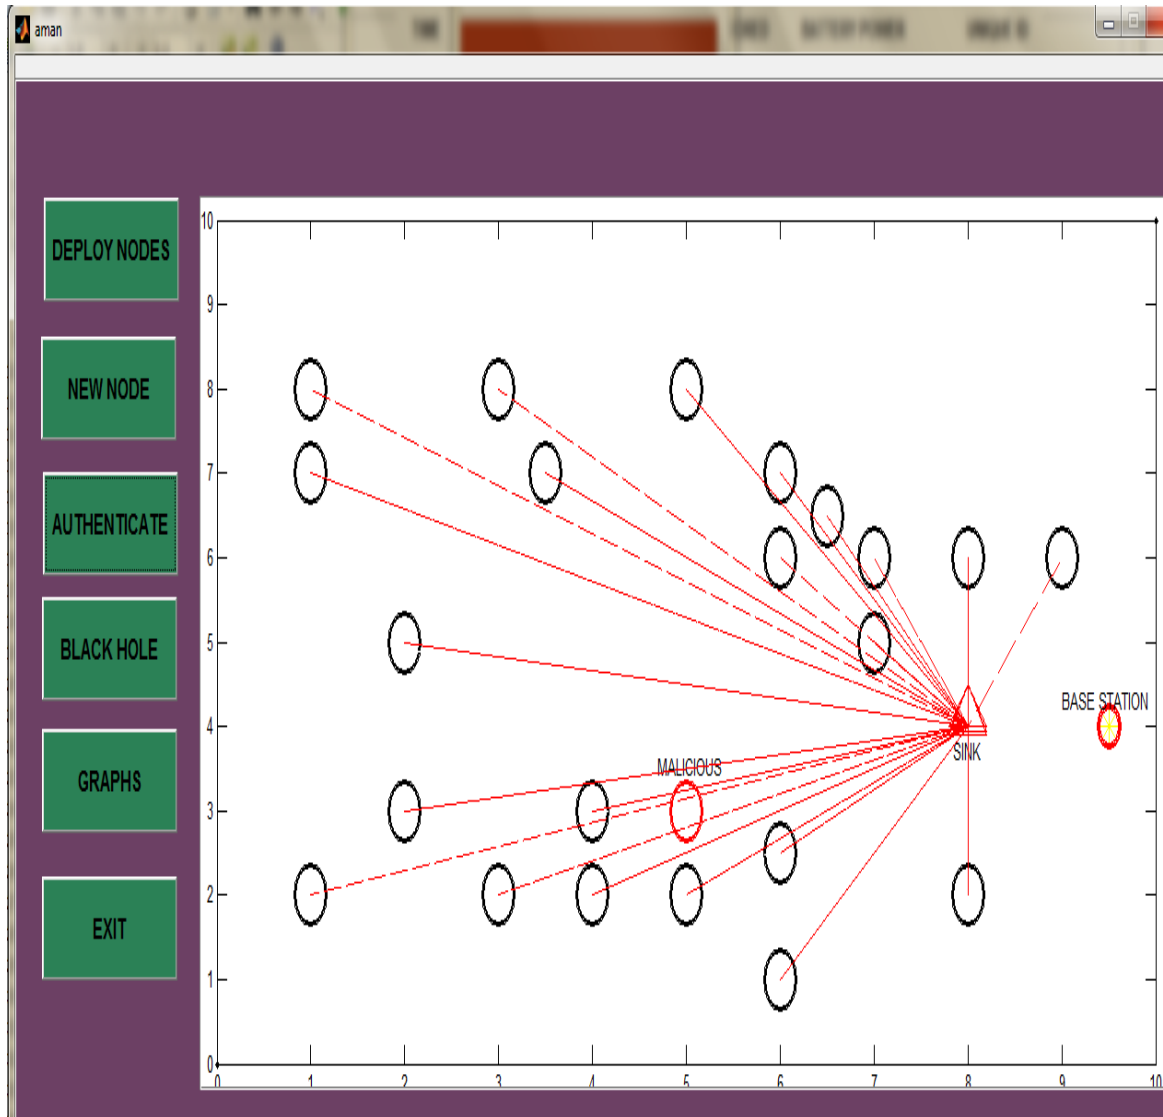 aman
DEPLOY NODES
NEW NODE
AUTHENTICATE
BLACK HOLE
GRAPHS
EXIT
10
9
8
7
6
5
4
3
2
1
0
BASE STATION
SINK
MALICIOUS
0 1 2 3 4 5 6 7 8 9 10